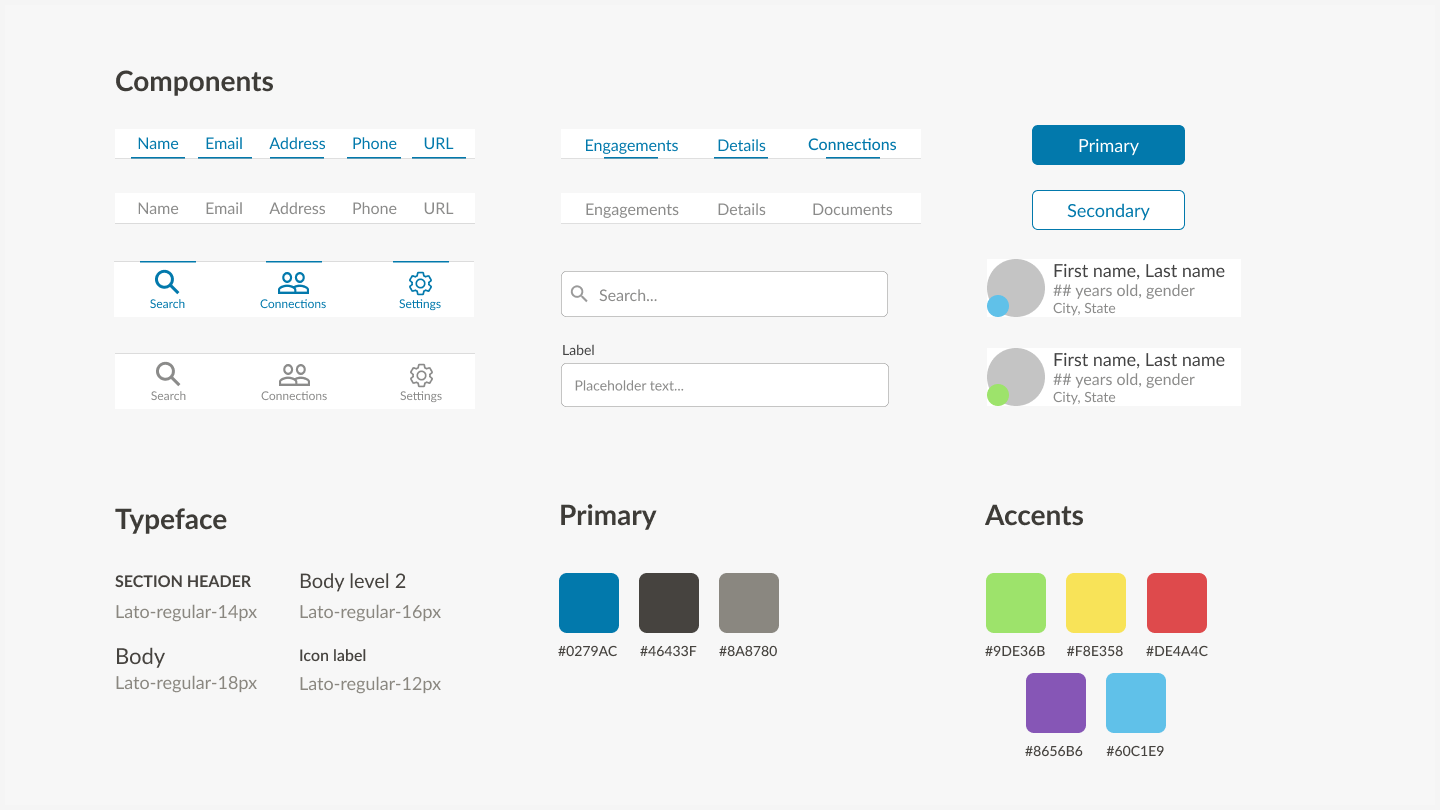 Components
Name Email Address Phone URL
Name Email Address Phone URL
Search Connections Settings
Search Connections Settings
Engagements Details Connections
Engagements Details Documents
Search...
Label
Placeholder text...
Primary
Secondary
First name, Last name
## years old, gender
City, State
First name, Last name
## years old, gender
City, State
Typeface
SECTION HEADER
Lato-regular-14px
Body
Lato-regular-18px
Body level 2
Lato-regular-16px
Icon label
Lato-regular-12px
Primary
#0279AC #46433F #8A8780
Accents
#9DE36B #F8E358 #DE4A4C
#8656B6 #60C1E9